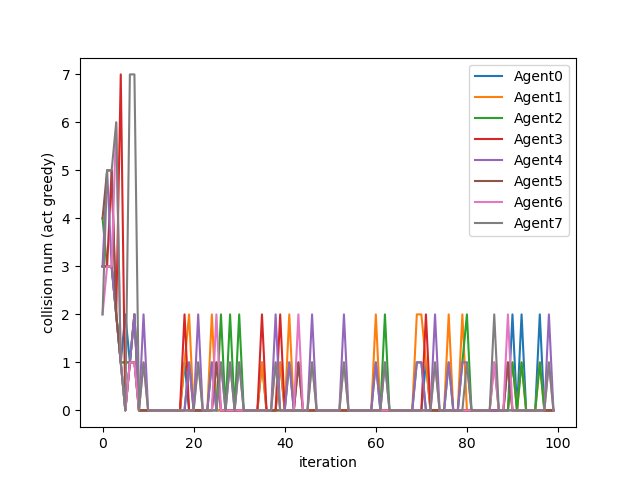 7
6
5
4
3
2
1
0
collision num (act greedy)
0
20
40
60
80
100
iteration
Agent0
Agent1
Agent2
Agent3
Agent4
Agent5
Agent6
Agent7